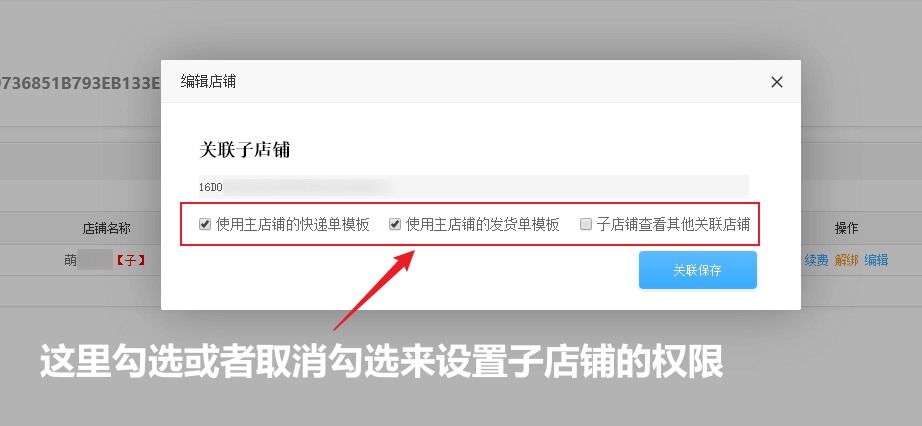 编辑店铺
9736851B793EB133E
关联子店铺
16D0
使用主店铺的快递单模板 使用主店铺的发货单模板 子店铺查看其他关联店铺
店铺名称 操作
关联保存
萌 【子】 续费 解绑 编辑
这里勾选或者取消勾选来设置子店铺的权限